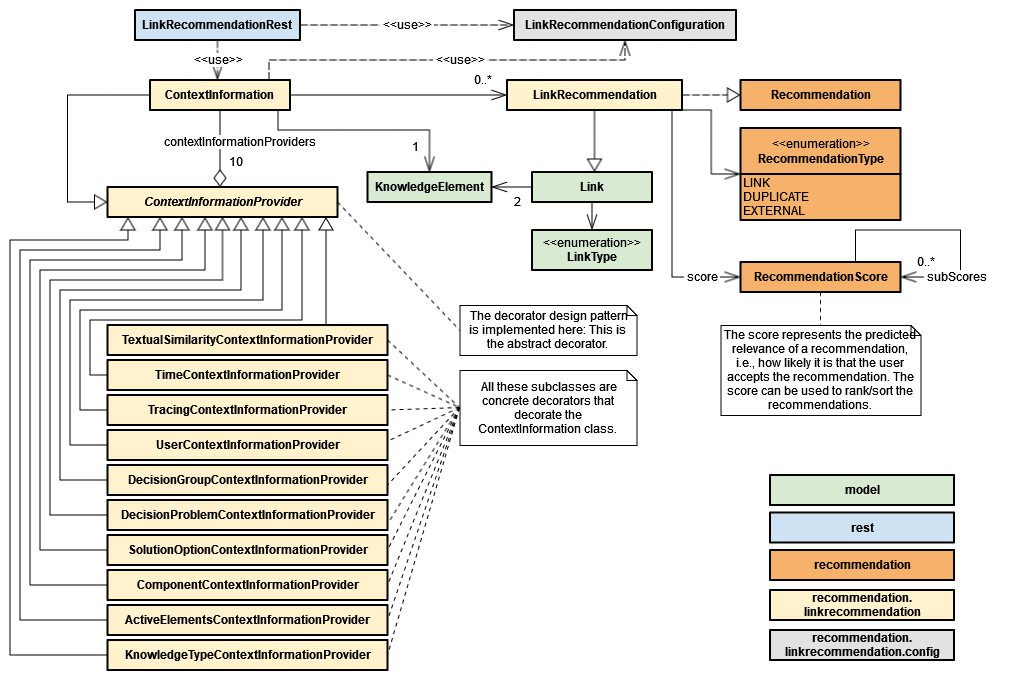 LinkRecommendationRest
<<use>>
LinkRecommendationConfiguration
<<use>>
<<use>>
ContextInformation
0..*
LinkRecommendation
Recommendation
contextInformationProviders
10
1
<<enumeration>>
RecommendationType
LINK
DUPLICATE
EXTERNAL
KnowledgeElement
2
Link
ContextInformationProvider
<<enumeration>>
LinkType
score
RecommendationScore
0..*
subScores
The decorator design pattern
is implemented here: This is
the abstract decorator.
The score represents the predicted
relevance of a recommendation,
i.e., how likely it is that the user
accepts the recommendation. The
score can be used to rank/sort the
recommendations.
All these subclasses are
concrete decorators that
decorate the
ContextInformation class.
TextualSimilarityContextInformationProvider
TimeContextInformationProvider
TracingContextInformationProvider
UserContextInformationProvider
DecisionGroupContextInformationProvider
DecisionProblemContextInformationProvider
SolutionOptionContextInformationProvider
ComponentContextInformationProvider
ActiveElementsContextInformationProvider
KnowledgeTypeContextInformationProvider
model
rest
recommendation
recommendation.
linkrecommendation
recommendation.
linkrecommendation.config